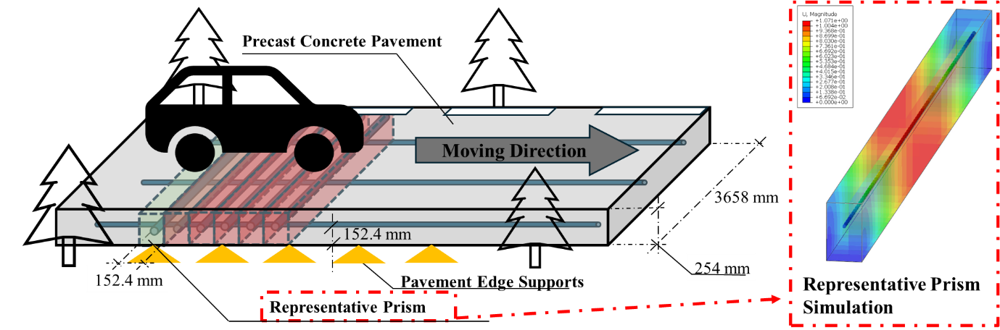 Precast Concrete Pavement
Moving Direction
3658 mm
152.4 mm
254 mm
152.4 mm
Pavement Edge Supports
Representative Prism
U, Magnitude
+1.071e+00
+1.004e+00
+9.368e-01
+8.699e-01
+8.030e-01
+7.361e-01
+6.692e-01
+6.023e-01
+5.353e-01
+4.684e-01
+4.015e-01
+3.346e-01
+2.677e-01
+2.008e-01
+1.338e-01
+6.692e-02
+0.000e+00
Representative Prism
Simulation